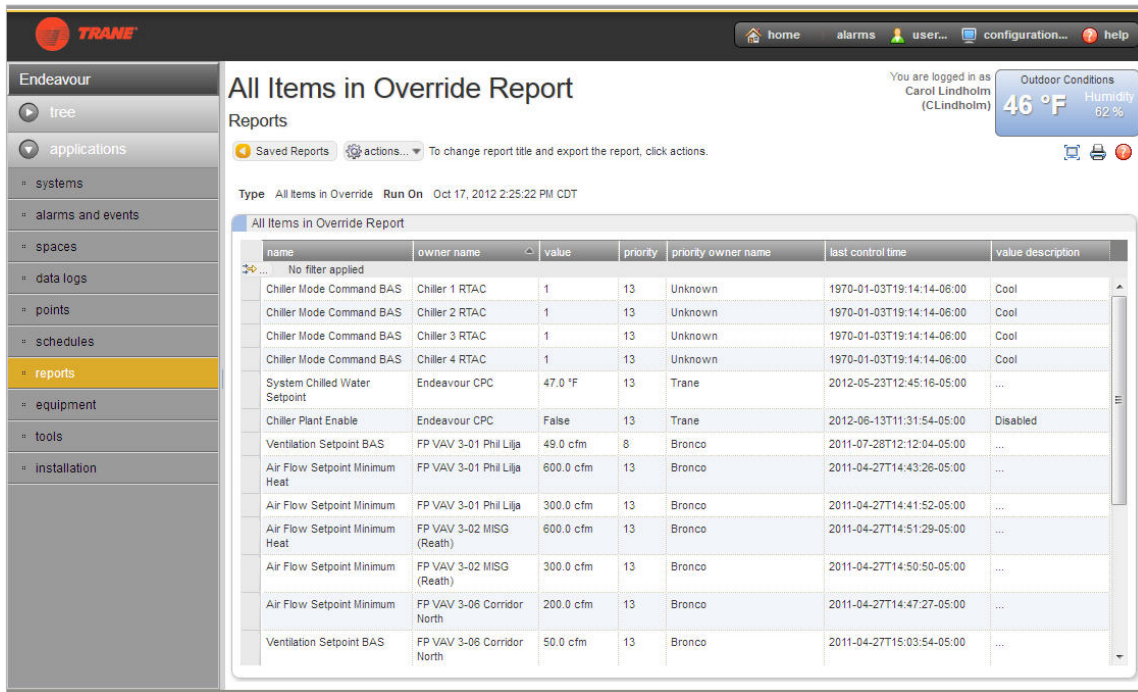 TRANE
home alarms user... configuration... help
Endeavour
tree
applications
systems
alarms and events
spaces
data logs
points
schedules
reports
equipment
tools
installation
All Items in Override Report
Reports
You are logged in as
Carol Lindholm
(CLindholm)
Outdoor Conditions
46 °F
Humidity
62 %
Saved Reports actions... To change report title and export the report, click actions.
Type All Items in Override Run On Oct 17, 2012 2:25:22 PM CDT
All Items in Override Report
name owner name value priority priority owner name last control time value description
... No filter applied
Chiller Mode Command BAS Chiller 1 RTAC 1 13 Unknown 1970-01-03T19:14:14-06:00 Cool
Chiller Mode Command BAS Chiller 2 RTAC 1 13 Unknown 1970-01-03T19:14:14-06:00 Cool
Chiller Mode Command BAS Chiller 3 RTAC 1 13 Unknown 1970-01-03T19:14:14-06:00 Cool
Chiller Mode Command BAS Chiller 4 RTAC 1 13 Unknown 1970-01-03T19:14:14-06:00 Cool
System Chilled Water Endeavour CPC 47.0 °F 13 Trane 2012-05-23T12:45:16-05:00 ...
Setpoint
Chiller Plant Enable Endeavour CPC False 13 Trane 2012-06-13T11:31:54-05:00 Disabled
Ventilation Setpoint BAS FP VAV 3-01 Phil Lilja 49.0 cfm 8 Bronco 2011-07-28T12:12:04-05:00 ...
Air Flow Setpoint Minimum FP VAV 3-01 Phil Lilja 600.0 cfm 13 Bronco 2011-04-27T14:43:26-05:00 ...
Heat
Air Flow Setpoint Minimum FP VAV 3-01 Phil Lilja 300.0 cfm 13 Bronco 2011-04-27T14:41:52-05:00 ...
Air Flow Setpoint Minimum FP VAV 3-02 MISG 600.0 cfm 13 Bronco 2011-04-27T14:51:29-05:00 ...
Heat (Reath)
Air Flow Setpoint Minimum FP VAV 3-02 MISG 300.0 cfm 13 Bronco 2011-04-27T14:50:50-05:00 ...
(Reath)
Air Flow Setpoint Minimum FP VAV 3-06 Corridor 200.0 cfm 13 Bronco 2011-04-27T14:47:27-05:00 ...
North
Ventilation Setpoint BAS FP VAV 3-06 Corridor 50.0 cfm 13 Bronco 2011-04-27T15:03:54-05:00 ...
North